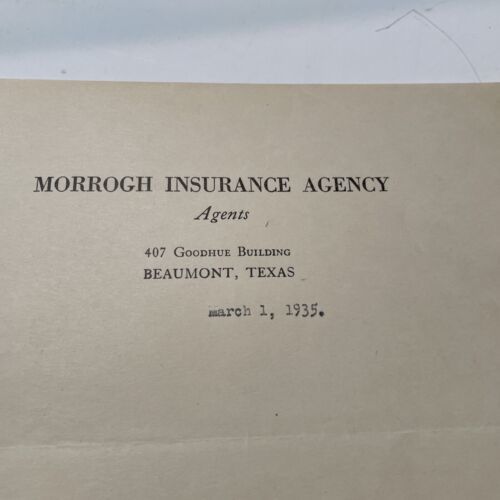 MORROGH INSURANCE AGENCY
Agents
407 GOODHUE BUILDING
BEAUMONT, TEXAS
march 1, 1935.